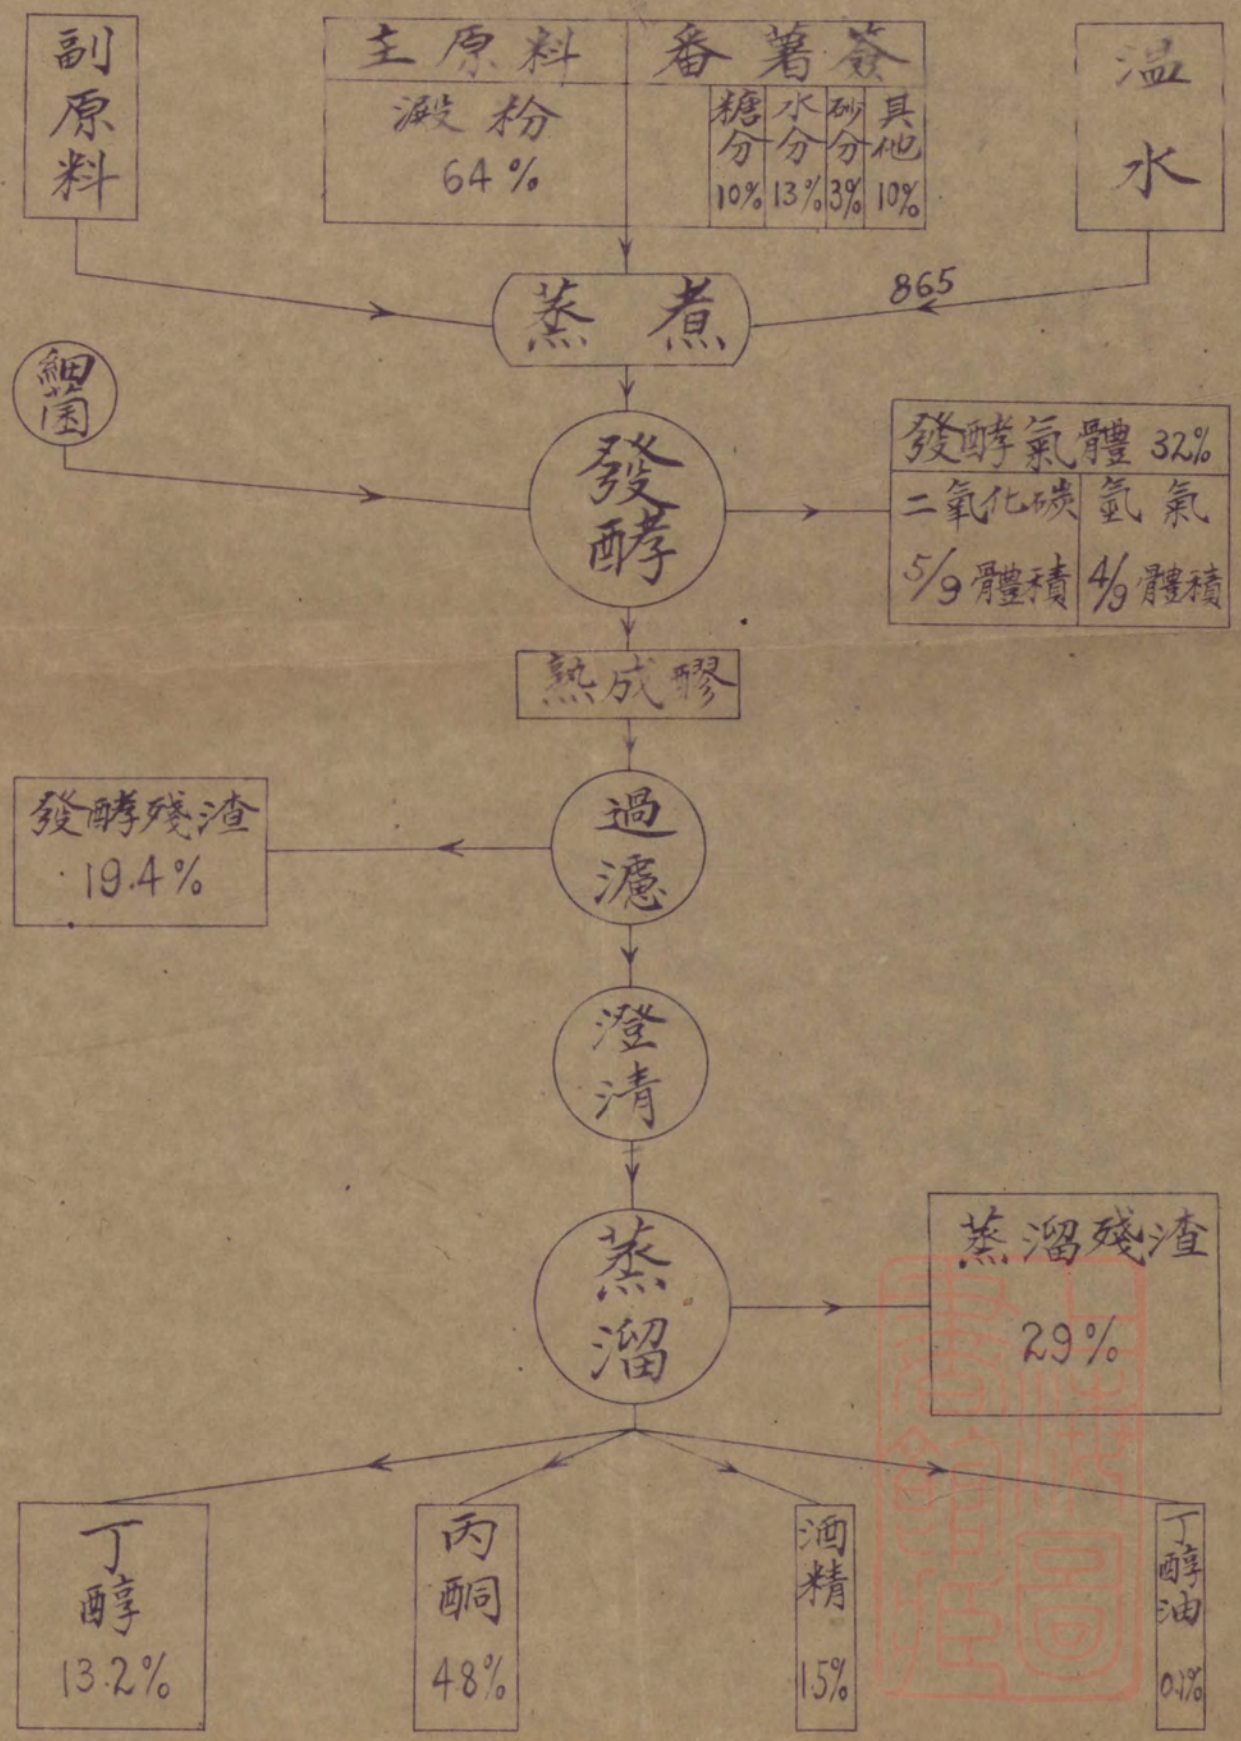 副原料
主原料
番薯簽
溫水
澱粉
64%
糖分
10%
水分
13%
砂分
3%
其他
10%
蒸煮
865
細菌
發酵
發酵氣體 32%
二氧化碳
5/9體積
氫氣
4/9體積
熟成醪
發酵殘渣
19.4%
過濾
澄清
蒸溜
蒸溜殘渣
29%
丁醇
13.2%
丙酮
4.8%
酒精
1.5%
丁醇油
0.1%